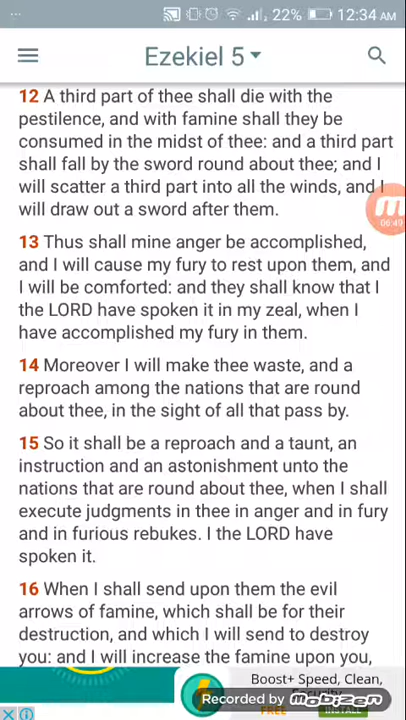 ... 22% 12:34 AM
Ezekiel 5
12 A third part of thee shall die with the
pestilence, and with famine shall they be
consumed in the midst of thee: and a third part
shall fall by the sword round about thee; and I
will scatter a third part into all the winds, and I
will draw out a sword after them.
M
06:49
13 Thus shall mine anger be accomplished,
and I will cause my fury to rest upon them, and
I will be comforted: and they shall know that I
the LORD have spoken it in my zeal, when I
have accomplished my fury in them.
14 Moreover I will make thee waste, and a
reproach among the nations that are round
about thee, in the sight of all that pass by.
15 So it shall be a reproach and a taunt, an
instruction and an astonishment unto the
nations that are round about thee, when I shall
execute judgments in thee in anger and in fury
and in furious rebukes. I the LORD have
spoken it.
16 When I shall send upon them the evil
arrows of famine, which shall be for their
destruction, and which I will send to destroy
you: and I will increase the famine upon you,
Boost+ Speed, Clean,
Security
FREE INSTALL
Recorded by mobizen